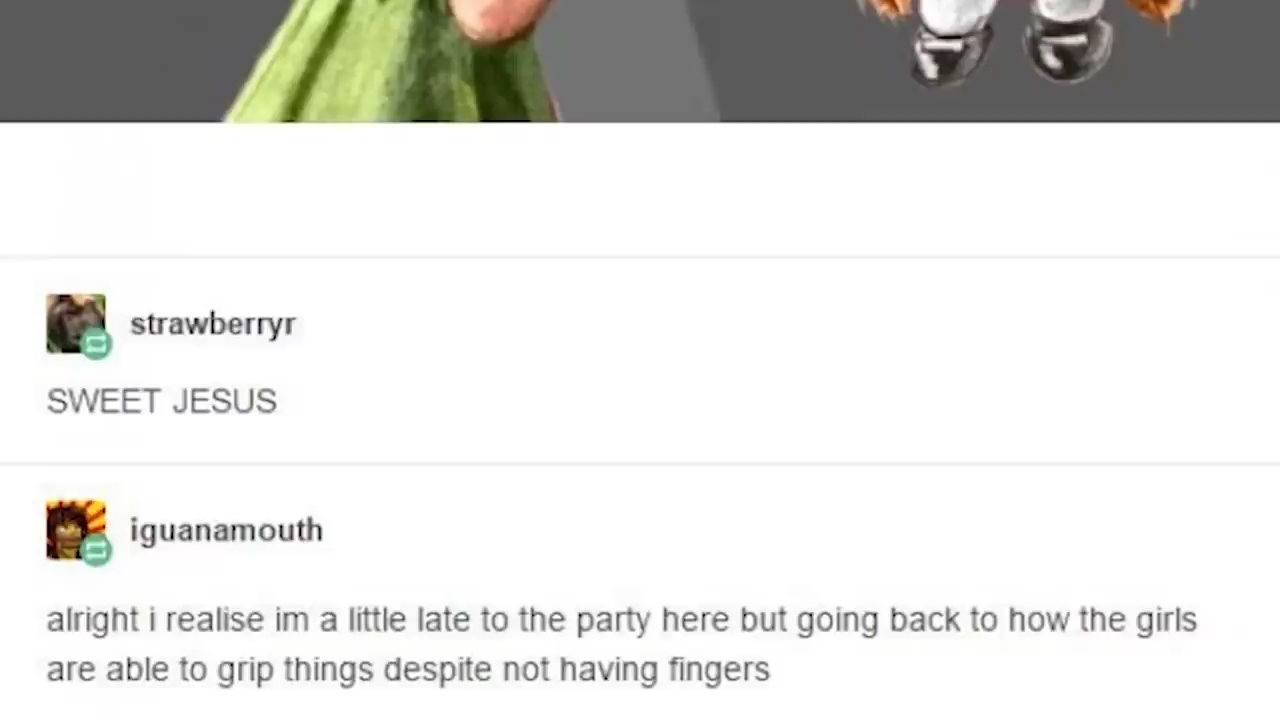 strawberryr
SWEET JESUS
iguanamouth
alright i realise im a little late to the party here but going back to how the girls
are able to grip things despite not having fingers